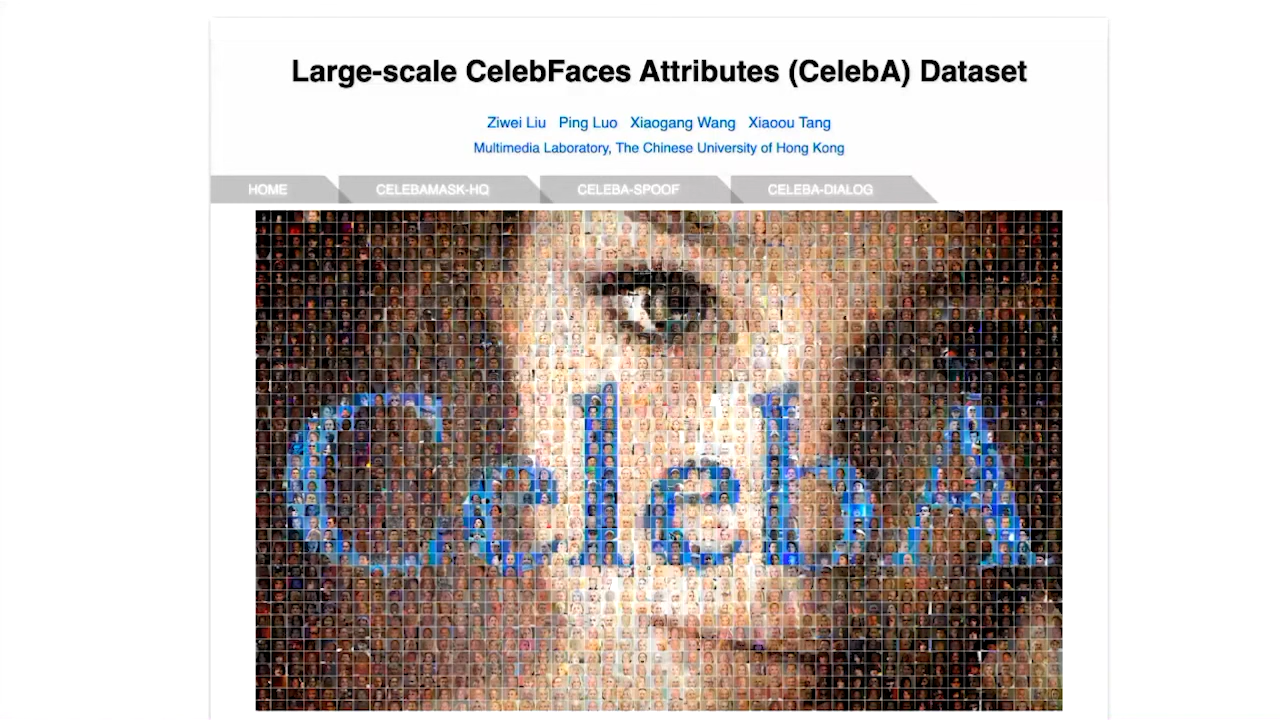 Large-scale CelebFaces Attributes (CelebA) Dataset
Ziwei Liu Ping Luo Xiaogang Wang Xiaoou Tang
Multimedia Laboratory, The Chinese University of Hong Kong
HOME CELEBAMASK-HQ CELEBA-SPOOF CELEBA-DIALOG
CelebA